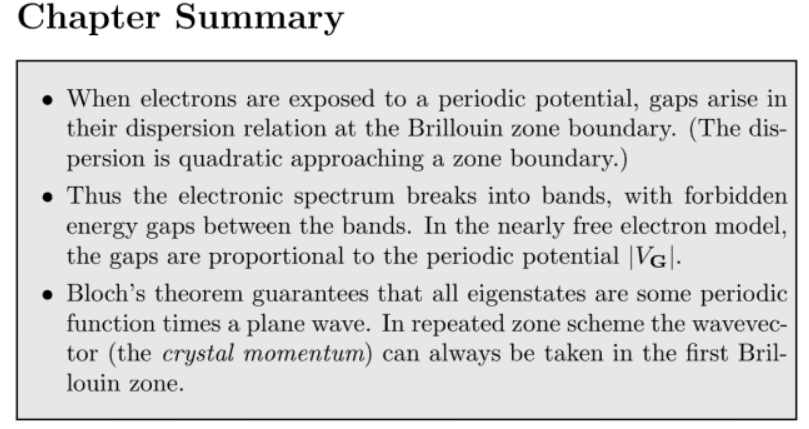 Chapter Summary
• When electrons are exposed to a periodic potential, gaps arise in
their dispersion relation at the Brillouin zone boundary. (The dis-
persion is quadratic approaching a zone boundary.)
• Thus the electronic spectrum breaks into bands, with forbidden
energy gaps between the bands. In the nearly free electron model,
the gaps are proportional to the periodic potential |V_G|.
• Bloch's theorem guarantees that all eigenstates are some periodic
function times a plane wave. In repeated zone scheme the wavevec-
tor (the crystal momentum) can always be taken in the first Bril-
louin zone.